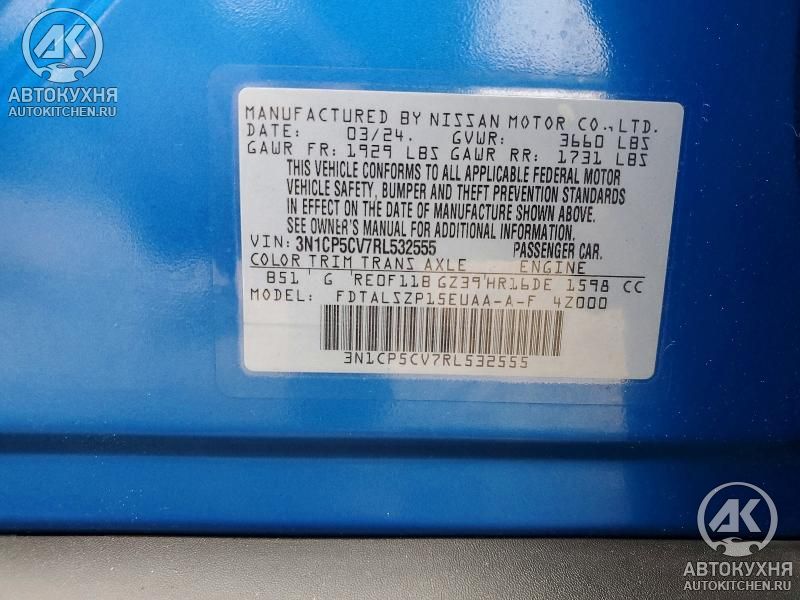 АВТОКУХНЯ
AUTOKITCHEN.RU
MANUFACTURED BY NISSAN MOTOR CO.,LTD.
DATE: 03/24. GVWR: 3660 LBS
GAWR FR: 1929 LBS GAWR RR: 1731 LBS
THIS VEHICLE CONFORMS TO ALL APPLICABLE FEDERAL MOTOR
VEHICLE SAFETY, BUMPER AND THEFT PREVENTION STANDARDS
IN EFFECT ON THE DATE OF MANUFACTURE SHOWN ABOVE.
SEE OWNER'S MANUAL FOR ADDITIONAL INFORMATION.
VIN: 3N1CP5CV7RL532555 PASSENGER CAR.
COLOR TRIM TRANS AXLE ENGINE
B51 G RE0F11B GZ39 HR16DE 1598 CC
MODEL: FDTALSZP15EUAA-A-F 4Z000
3N1CP5CV7RL532555
АК
АВТОКУХНЯ
AUTOKITCHEN.RU